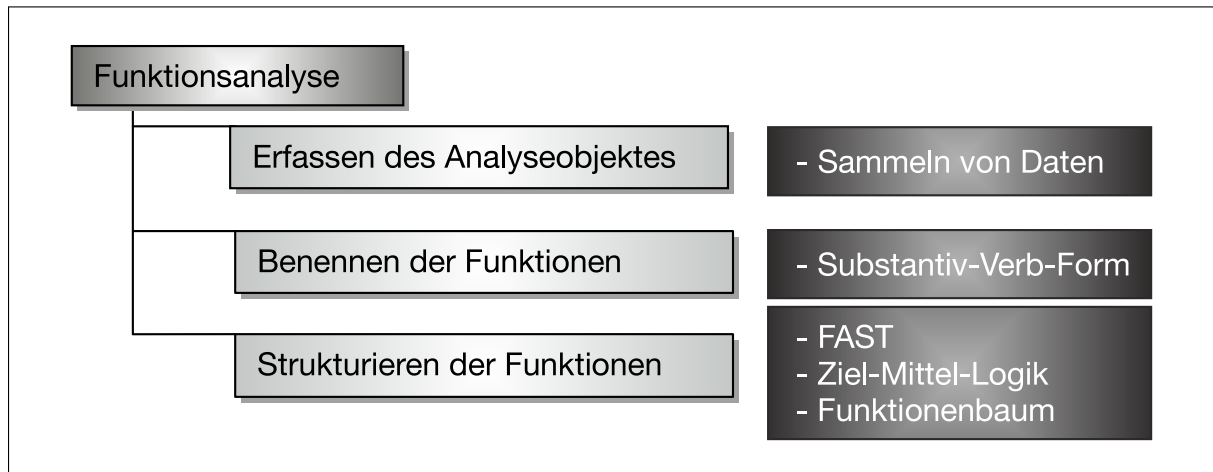 Funktionsanalyse
Erfassen des Analyseobjektes
- Sammeln von Daten
Benennen der Funktionen
- Substantiv-Verb-Form
Strukturieren der Funktionen
- FAST
- Ziel-Mittel-Logik
- Funktionenbaum